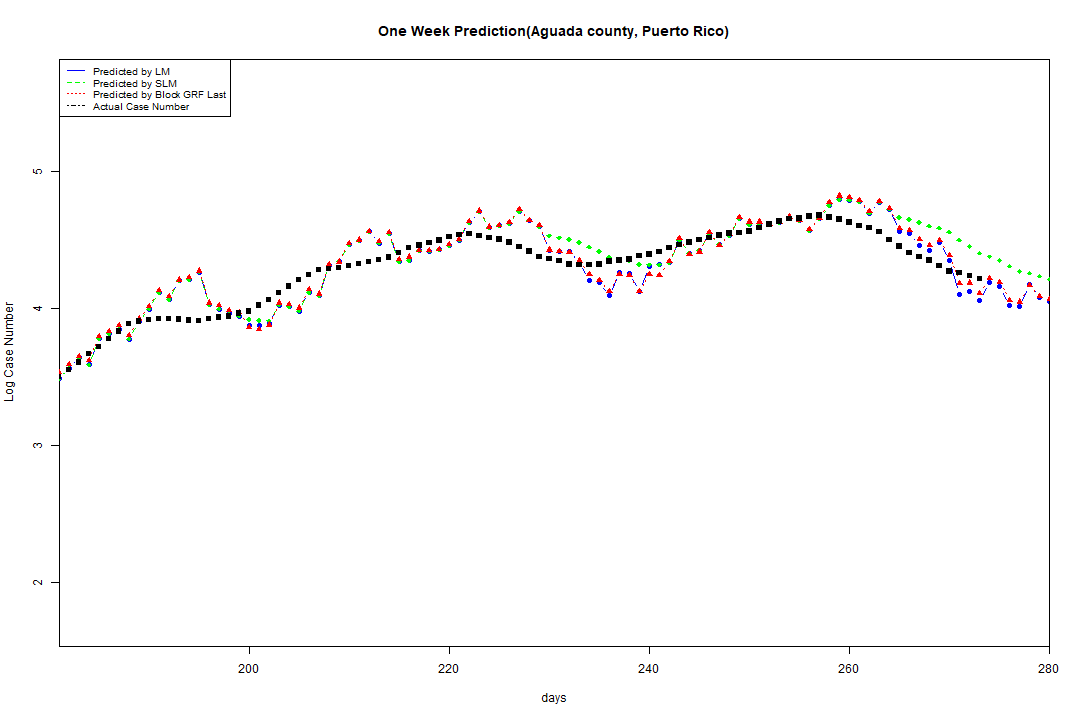 One Week Prediction(Aguada county, Puerto Rico)
Predicted by LM
Predicted by SLM
Predicted by Block GRF Last
Actual Case Number
5
4
3
2
Log Case Number
200 220 240 260 280
days